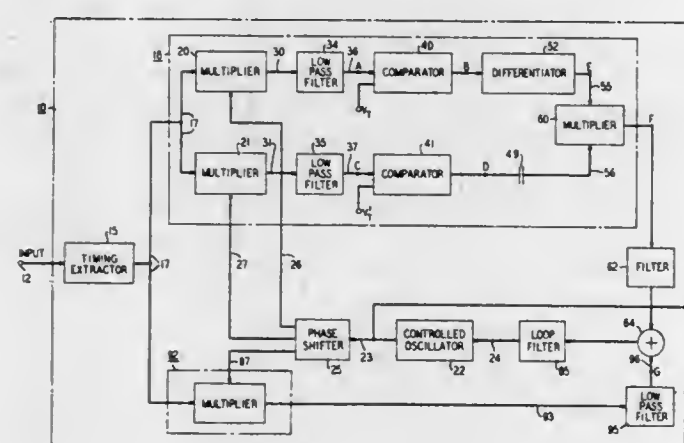 20
30
34
36
40
52
18
MULTIPLIER
LOW
PASS
FILTER
A
COMPARATOR
B
DIFFERENTIATOR
E
55
V_T
60
MULTIPLIER
F
17
21
31
35
37
41
49
MULTIPLIER
LOW
PASS
FILTER
C
COMPARATOR
D
56
V_T'
15
INPUT
12
TIMING
EXTRACTOR
17
27
26
62
FILTER
64
PHASE
SHIFTER
25
23
CONTROLLED
OSCILLATOR
22
24
LOOP
FILTER
+
96
G
92
87
MULTIPLIER
93
LOW
PASS
FILTER
95